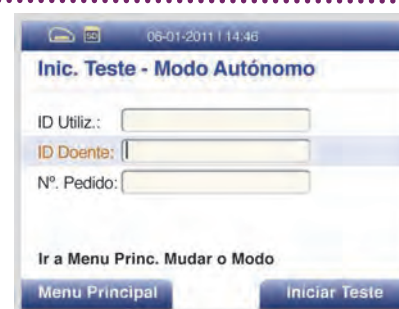 SD 06-01-2011 | 14:46
Inic. Teste - Modo Autónomo
ID Utiliz.:
ID Doente:
Nº. Pedido:
Ir a Menu Princ. Mudar o Modo
Menu Principal Iniciar Teste